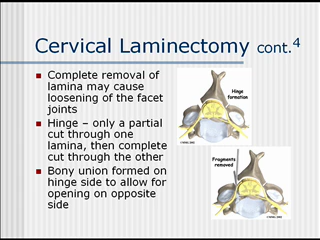 Cervical Laminectomy cont.4
Complete removal of
lamina may cause
loosening of the facet
joints
Hinge – only a partial
cut through one
lamina, then complete
cut through the other
Bony union formed on
hinge side to allow for
opening on opposite
side
Hinge
formation
Fragments
removed